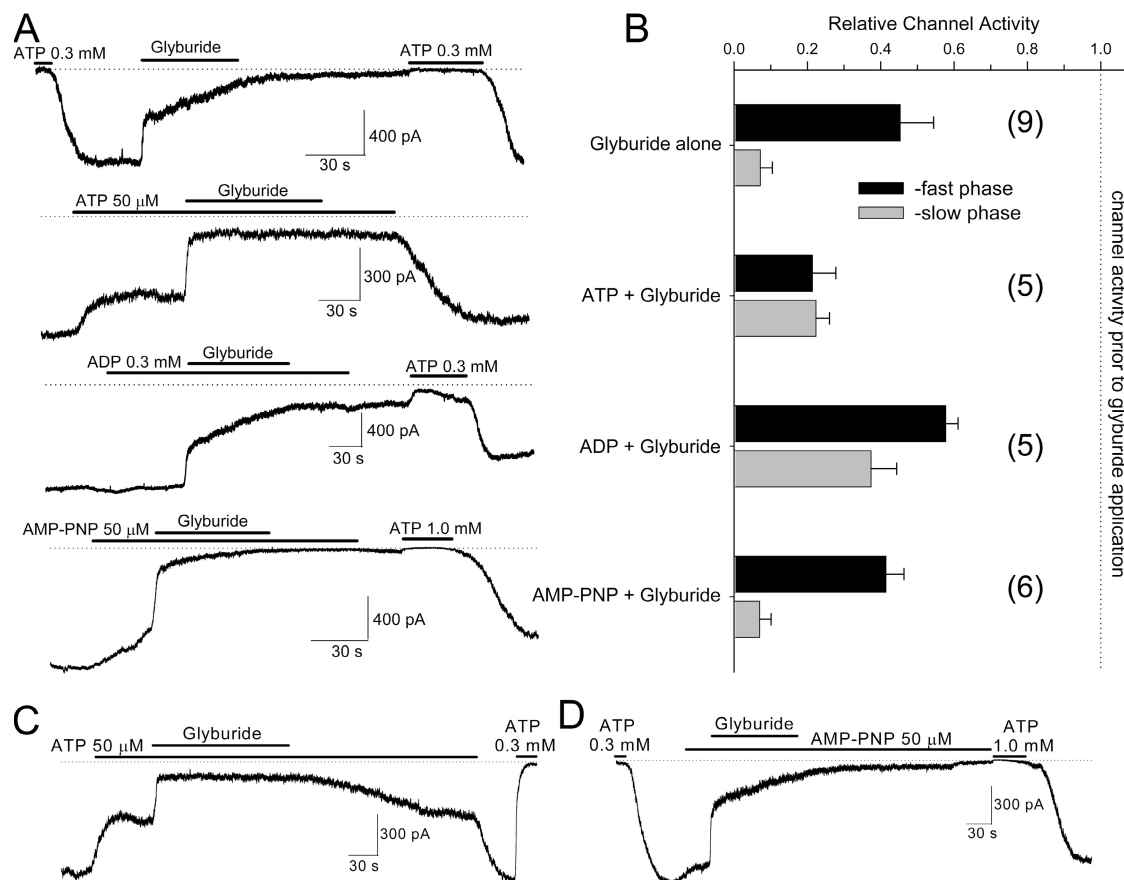 A
ATP 0.3 mM
Glyburide
ATP 0.3 mM
400 pA
30 s
Glyburide
ATP 50 µM
300 pA
30 s
Glyburide
ADP 0.3 mM
ATP 0.3 mM
400 pA
30 s
Glyburide
AMP-PNP 50 µM
ATP 1.0 mM
400 pA
30 s
B
Relative Channel Activity
0.0 0.2 0.4 0.6 0.8 1.0
Glyburide alone
(9)
-fast phase
-slow phase
ATP + Glyburide
(5)
ADP + Glyburide
(5)
AMP-PNP + Glyburide
(6)
channel activity prior to glyburide application
C
Glyburide
ATP 50 µM
ATP
0.3 mM
300 pA
30 s
D
ATP
0.3 mM
Glyburide
AMP-PNP 50 µM
ATP
1.0 mM
300 pA
30 s